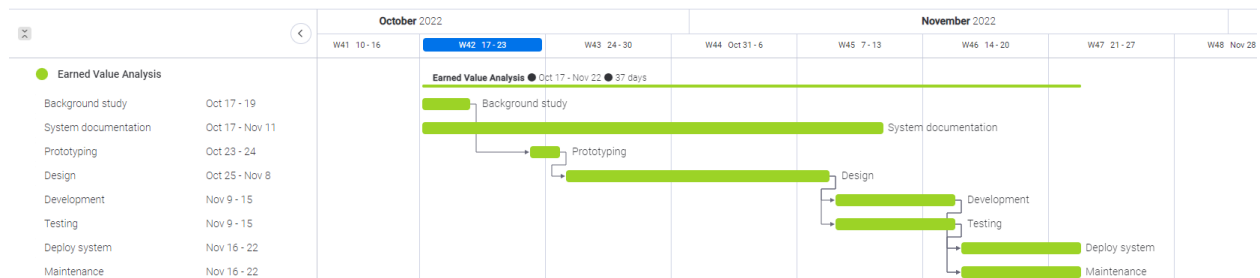 October 2022
November 2022
W41 10 - 16
W42 17 - 23
W43 24 - 30
W44 Oct 31 - 6
W45 7 - 13
W46 14 - 20
W47 21 - 27
W48 Nov 28
Earned Value Analysis
Earned Value Analysis ● Oct 17 - Nov 22 ● 37 days
Background study Oct 17 - 19 Background study
System documentation Oct 17 - Nov 11 System documentation
Prototyping Oct 23 - 24 Prototyping
Design Oct 25 - Nov 8 Design
Development Nov 9 - 15 Development
Testing Nov 9 - 15 Testing
Deploy system Nov 16 - 22 Deploy system
Maintenance Nov 16 - 22 Maintenance